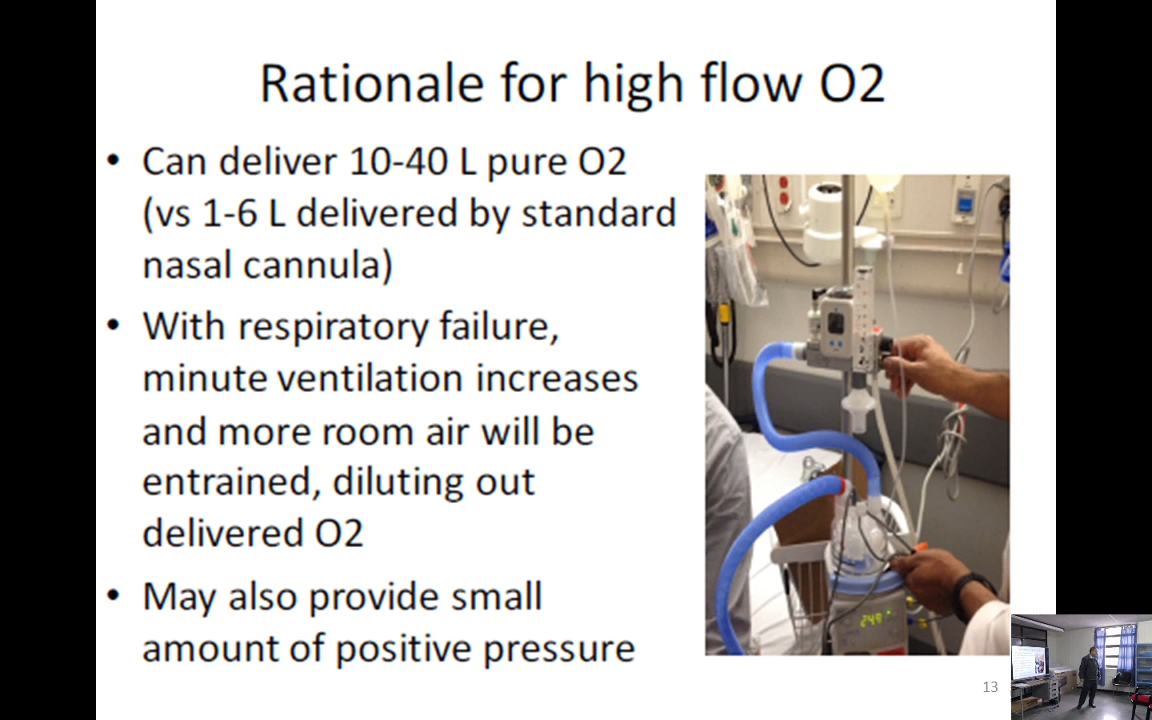 Rationale for high flow O2
• Can deliver 10-40 L pure O2
(vs 1-6 L delivered by standard
nasal cannula)
• With respiratory failure,
minute ventilation increases
and more room air will be
entrained, diluting out
delivered O2
• May also provide small
amount of positive pressure
13